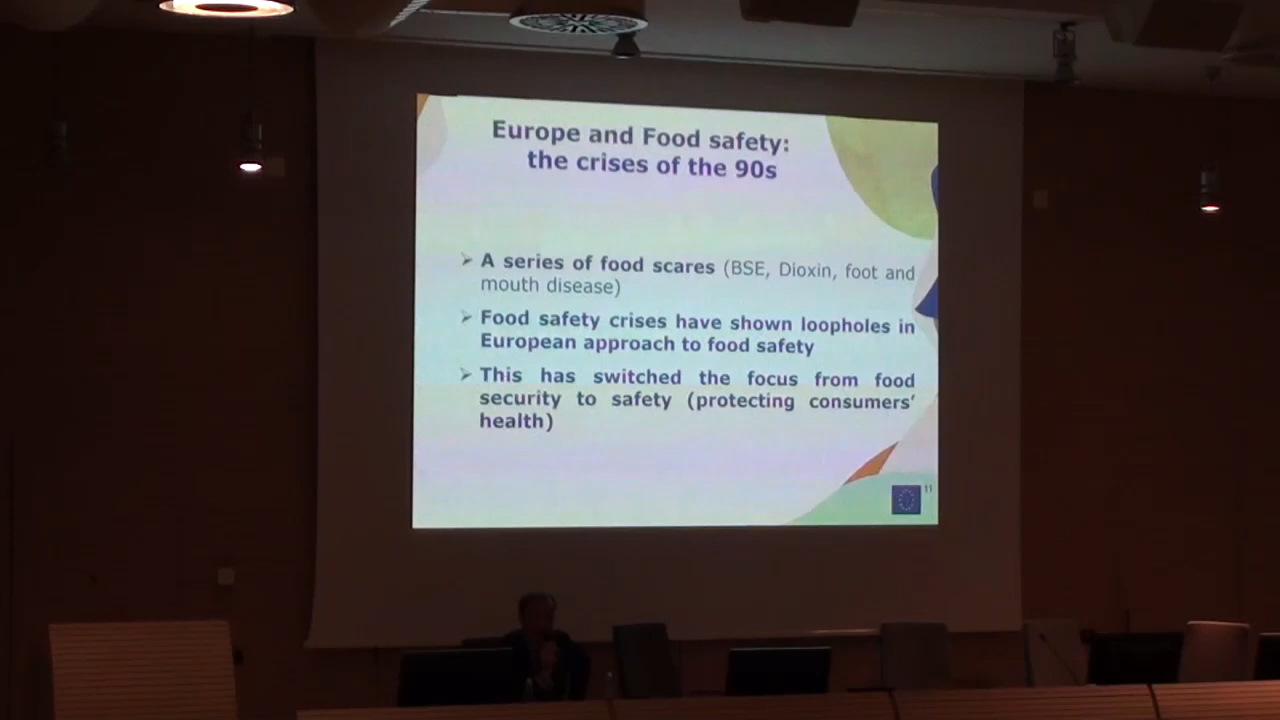 Europe and Food safety:
the crises of the 90s
➢ A series of food scares (BSE, Dioxin, foot and
mouth disease)
➢ Food safety crises have shown loopholes in
European approach to food safety
➢ This has switched the focus from food
security to safety (protecting consumers’
health)
11